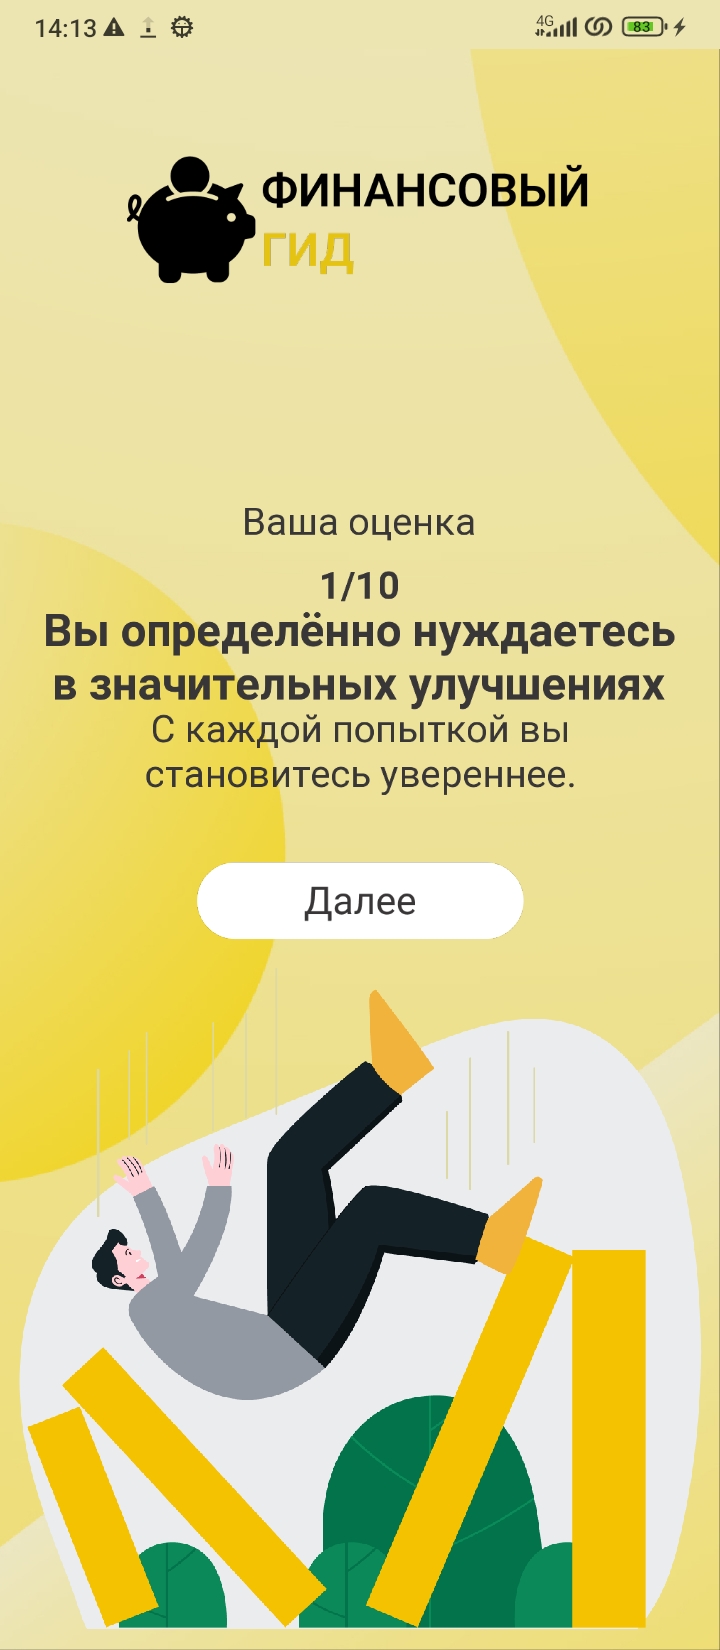 14:13
4G
83
ФИНАНСОВЫЙ
ГИД
Ваша оценка
1/10
Вы определённо нуждаетесь
в значительных улучшениях
С каждой попыткой вы
становитесь увереннее.
Далее